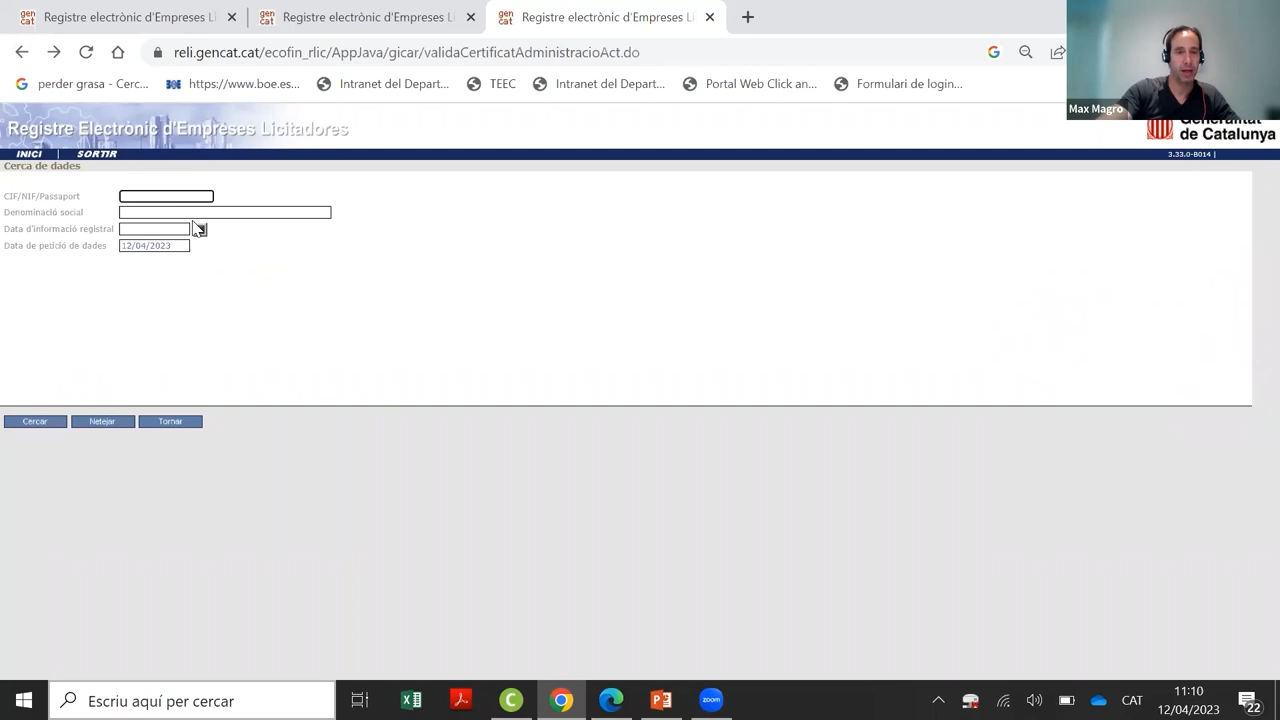 Registre electrònic d'Empreses Li
Registre electrònic d'Empreses Li
Registre electrònic d'Empreses Li
reli.gencat.cat/ecofin_rlic/AppJava/gicar/validaCertificatAdministracioAct.do
perder grasa - Cerc...
https://www.boe.es...
Intranet del Depart...
TEEC
Intranet del Depart...
Portal Web Click an...
Formulari de login...
Max Magro
Registre Electrònic d'Empreses Licitadores
Generalitat
de Catalunya
INICI | SORTIR
3.33.0-B014 |
Cerca de dades
CIF/NIF/Passaport
Denominació social
Data d'informació registral
Data de petició de dades 12/04/2023
Cercar Netejar Tornar
Escriu aquí per cercar
CAT
11:10
12/04/2023
22